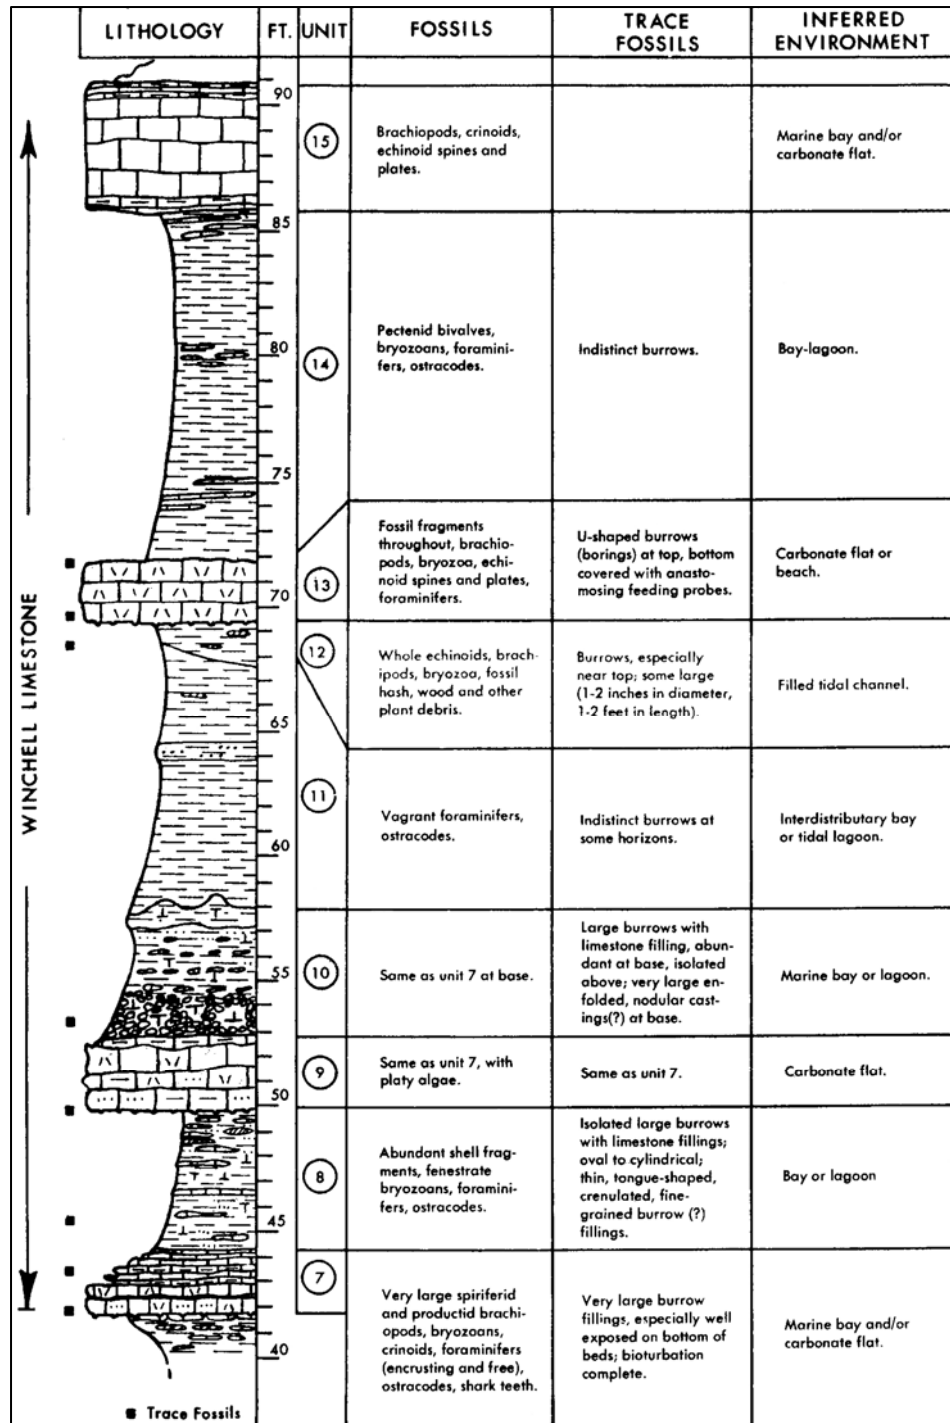 LITHOLOGY
FT.
UNIT
FOSSILS
TRACE
FOSSILS
INFERRED
ENVIRONMENT
WINCHELL LIMESTONE
90
85
80
75
70
65
60
55
50
45
40
15
Brachiopods, crinoids,
echinoid spines and
plates.
Marine bay and/or
carbonate flat.
14
Pectenid bivalves,
bryozoans, foramini-
fers, ostracodes.
Indistinct burrows.
Bay-lagoon.
13
Fossil fragments
throughout, brachio-
pods, bryozoa, echi-
noid spines and plates,
foraminifers.
U-shaped burrows
(borings) at top, bottom
covered with anasto-
mosing feeding probes.
Carbonate flat or
beach.
12
Whole echinoids, brach-
ipods, bryozoa, fossil
hash, wood and other
plant debris.
Burrows, especially
near top; some large
(1-2 inches in diameter,
1-2 feet in length).
Filled tidal channel.
11
Vagrant foraminifers,
ostracodes.
Indistinct burrows at
some horizons.
Interdistributary bay
or tidal lagoon.
10
Same as unit 7 at base.
Large burrows with
limestone filling, abun-
dant at base, isolated
above; very large en-
folded, nodular cast-
ings(?) at base.
Marine bay or lagoon.
9
Same as unit 7, with
platy algae.
Same as unit 7.
Carbonate flat.
8
Abundant shell frag-
ments, fenestrate
bryozoans, foramini-
fers, ostracodes.
Isolated large burrows
with limestone fillings;
oval to cylindrical;
thin, tongue-shaped,
crenulated, fine-
grained burrow (?)
fillings.
Bay or lagoon
7
Very large spiriferid
and productid brachi-
opods, bryozoans,
crinoids, foraminifers
(encrusting and free),
ostracodes, shark teeth.
Very large burrow
fillings, especially well
exposed on bottom of
beds; bioturbation
complete.
Marine bay and/or
carbonate flat.
Trace Fossils